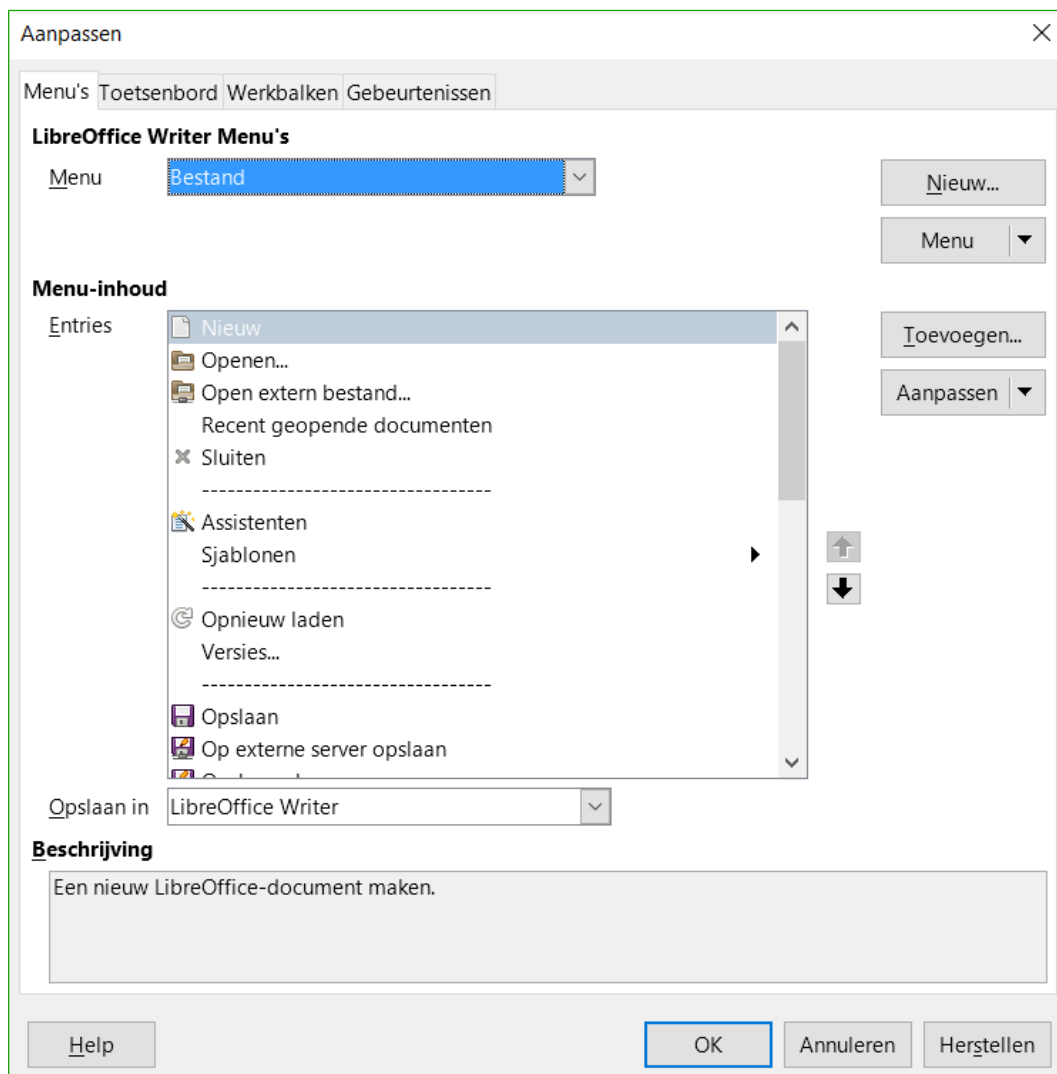 Aanpassen
Menu's Toetsenbord Werkbalken Gebeurtenissen
LibreOffice Writer Menu's
Menu Bestand Nieuw...
Menu
Menu-inhoud
Entries Nieuw Toevoegen...
Openen...
Open extern bestand... Aanpassen
Recent geopende documenten
Sluiten
----------------------------------
Assistenten
Sjablonen
----------------------------------
Opnieuw laden
Versies...
----------------------------------
Opslaan
Op externe server opslaan
Opslaan in LibreOffice Writer
Beschrijving
Een nieuw LibreOffice-document maken.
Help OK Annuleren Herstellen